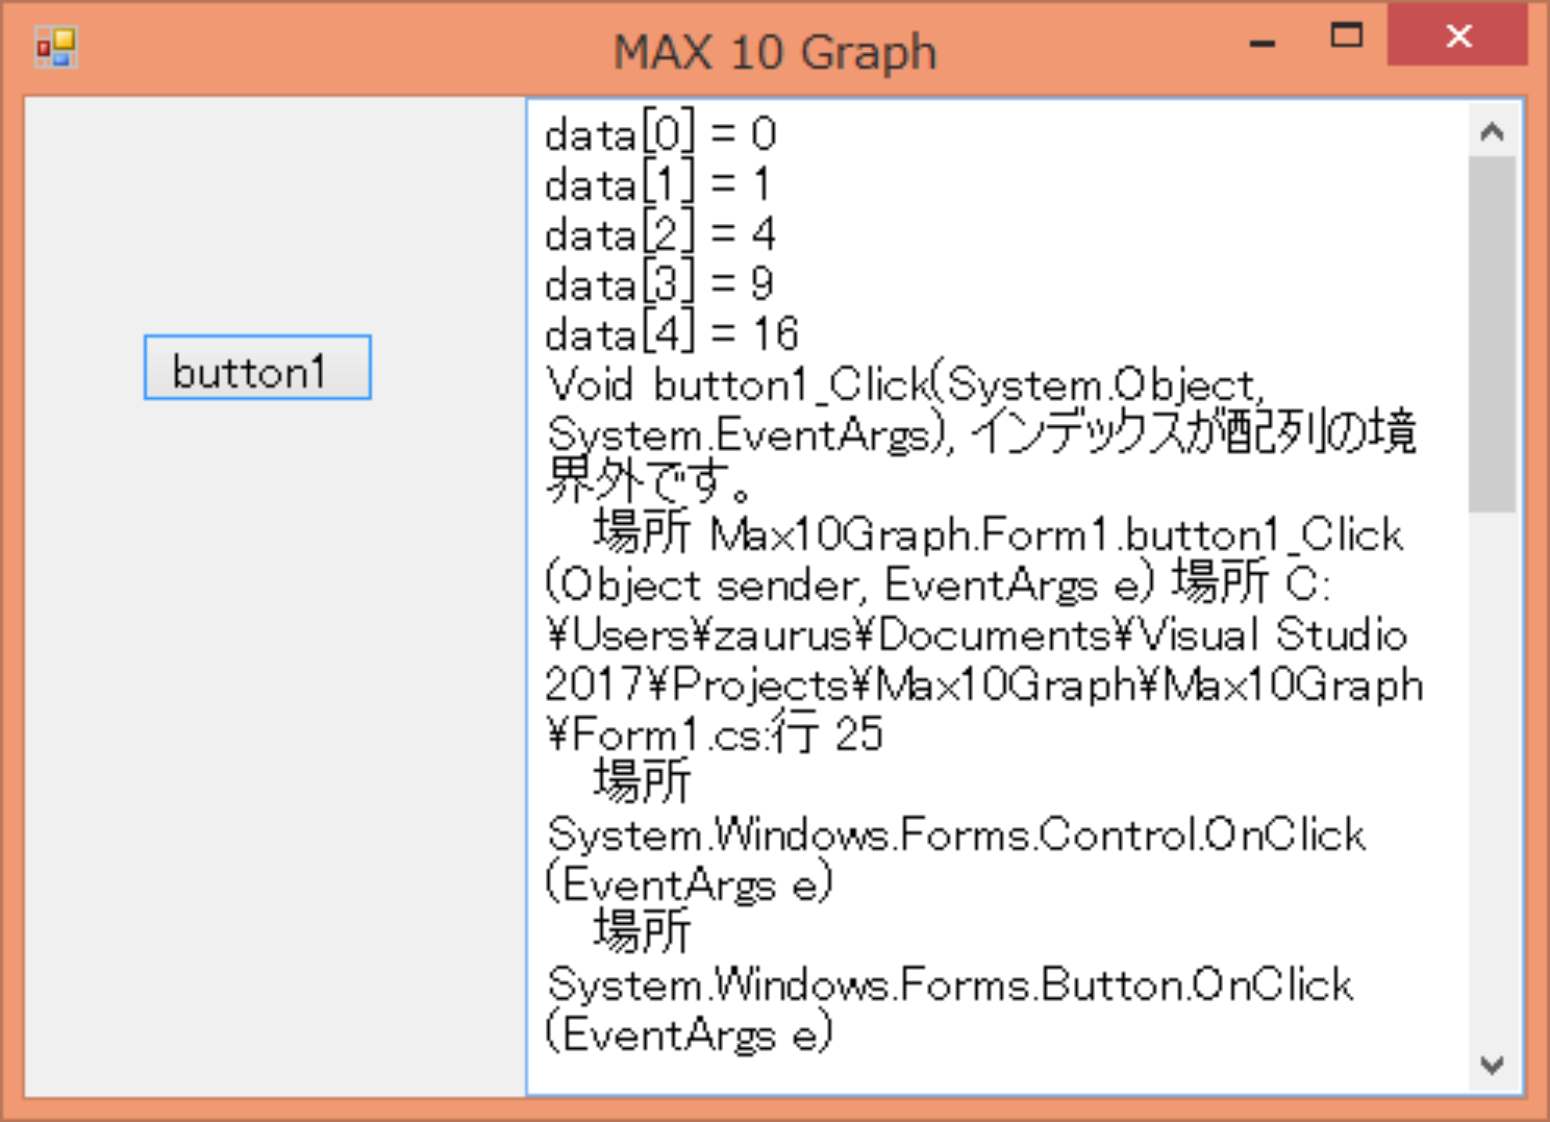 MAX 10 Graph
button1
data[0] = 0
data[1] = 1
data[2] = 4
data[3] = 9
data[4] = 16
Void button1_Click(System.Object,
System.EventArgs), インデックスが配列の境
界外です。
場所 Max10Graph.Form1.button1_Click
(Object sender, EventArgs e) 場所 C:
¥Users¥zaurus¥Documents¥Visual Studio
2017¥Projects¥Max10Graph¥Max10Graph
¥Form1.cs:行 25
場所
System.Windows.Forms.Control.OnClick
(EventArgs e)
場所
System.Windows.Forms.Button.OnClick
(EventArgs e)